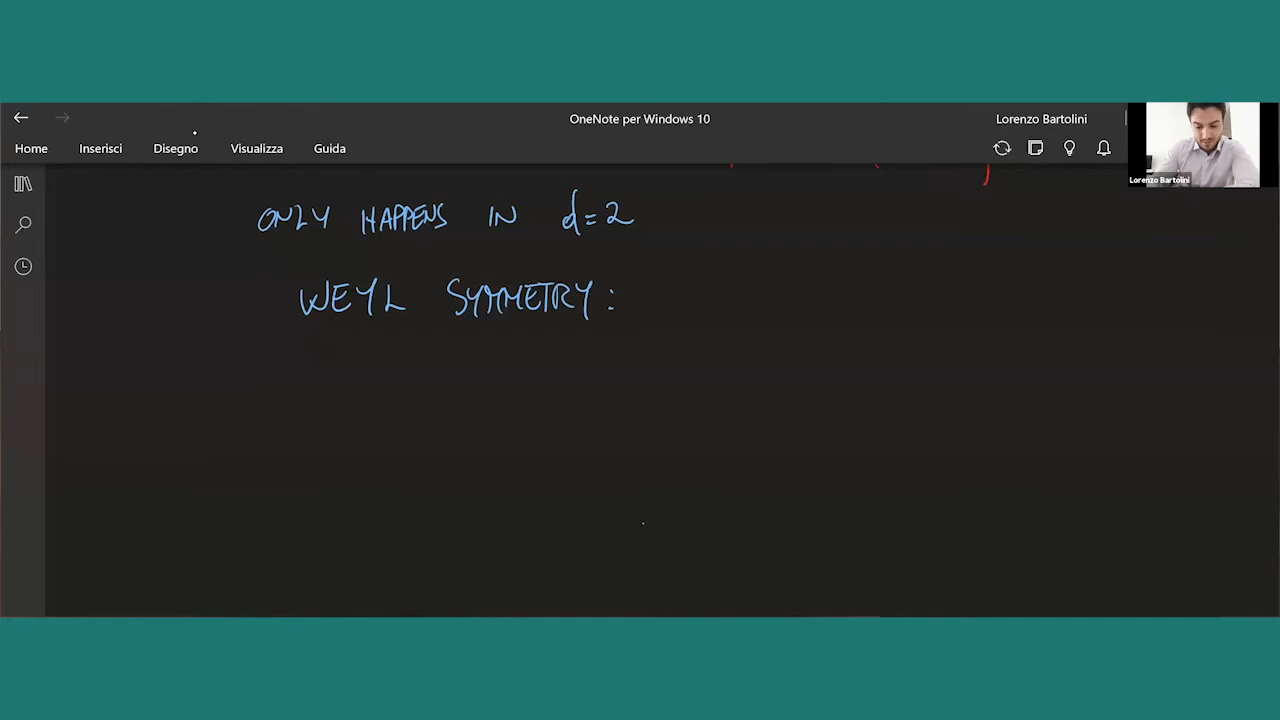 OneNote per Windows 10
Lorenzo Bartolini
Home Inserisci Disegno Visualizza Guida
Lorenzo Bartolini
ONLY HAPPENS IN d=2
WEYL SYMMETRY: